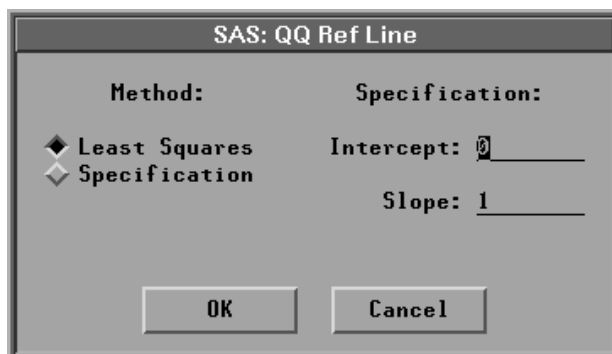 SAS: QQ Ref Line
Method:
Least Squares
Specification
Specification:
Intercept: 0
Slope: 1
OK
Cancel